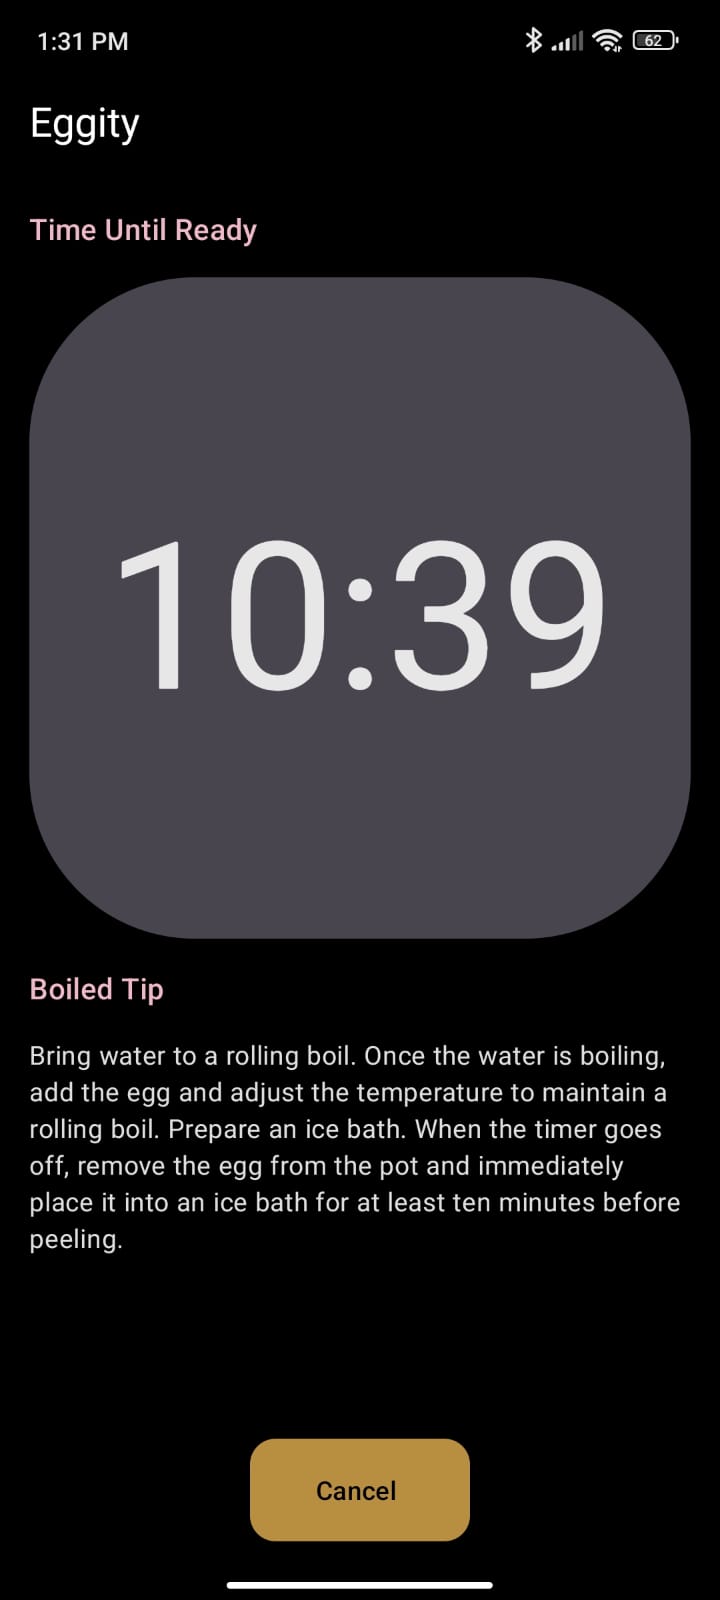 1:31 PM
62
Eggity
Time Until Ready
10:39
Boiled Tip
Bring water to a rolling boil. Once the water is boiling,
add the egg and adjust the temperature to maintain a
rolling boil. Prepare an ice bath. When the timer goes
off, remove the egg from the pot and immediately
place it into an ice bath for at least ten minutes before
peeling.
Cancel